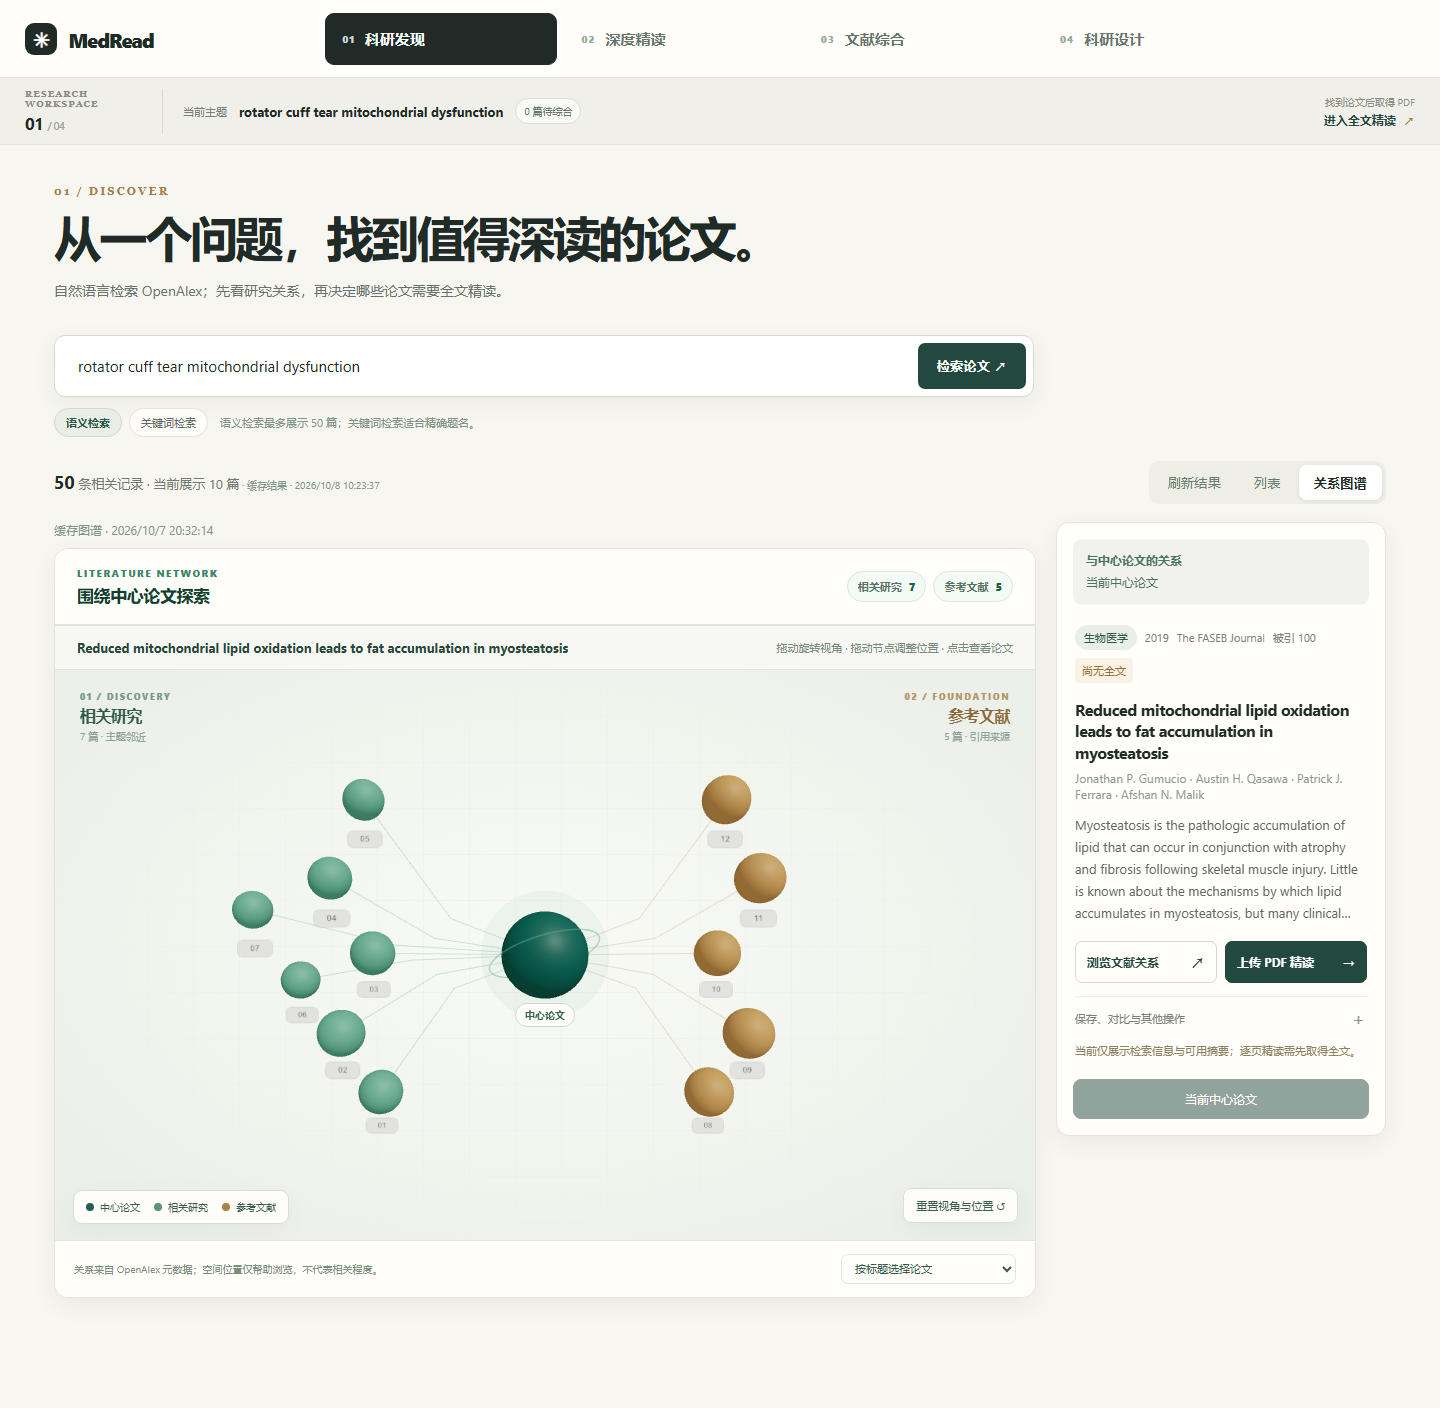 MedRead
01 科研发现
02 深度精读
03 文献综合
04 科研设计
RESEARCH
WORKSPACE
01 / 04
当前主题 rotator cuff tear mitochondrial dysfunction 0 篇待综合
找到论文后取得 PDF
进入全文精读 ↗
01 / DISCOVER
从一个问题，找到值得深读的论文。
自然语言检索 OpenAlex；先看研究关系，再决定哪些论文需要全文精读。
rotator cuff tear mitochondrial dysfunction
检索论文 ↗
语义检索 关键词检索 语义检索最多展示 50 篇；关键词检索适合精确题名。
50 条相关记录 · 当前展示 10 篇 · 缓存结果 · 2026/10/8 10:23:37
刷新结果 列表 关系图谱
缓存图谱 · 2026/10/7 20:32:14
LITERATURE NETWORK
围绕中心论文探索
相关研究 7 参考文献 5
Reduced mitochondrial lipid oxidation leads to fat accumulation in myosteatosis
拖动旋转视角 · 拖动节点调整位置 · 点击查看论文
01 / DISCOVERY
相关研究
7 篇 · 主题邻近
02 / FOUNDATION
参考文献
5 篇 · 引用来源
05
12
04
11
07
03
10
06
中心论文
02
09
01
08
中心论文 相关研究 参考文献
重置视角与位置 ↺
关系来自 OpenAlex 元数据；空间位置仅帮助浏览，不代表相关程度。
按标题选择论文
与中心论文的关系
当前中心论文
生物医学 2019 The FASEB Journal 被引 100
尚无全文
Reduced mitochondrial lipid oxidation
leads to fat accumulation in
myosteatosis
Jonathan P. Gumucio · Austin H. Qasawa · Patrick J.
Ferrara · Afshan N. Malik
Myosteatosis is the pathologic accumulation of
lipid that can occur in conjunction with atrophy
and fibrosis following skeletal muscle injury. Little
is known about the mechanisms by which lipid
accumulates in myosteatosis, but many clinical...
浏览文献关系 ↗
上传 PDF 精读 →
保存、对比与其他操作 +
当前仅展示检索信息与可用摘要；逐页精读需先取得全文。
当前中心论文